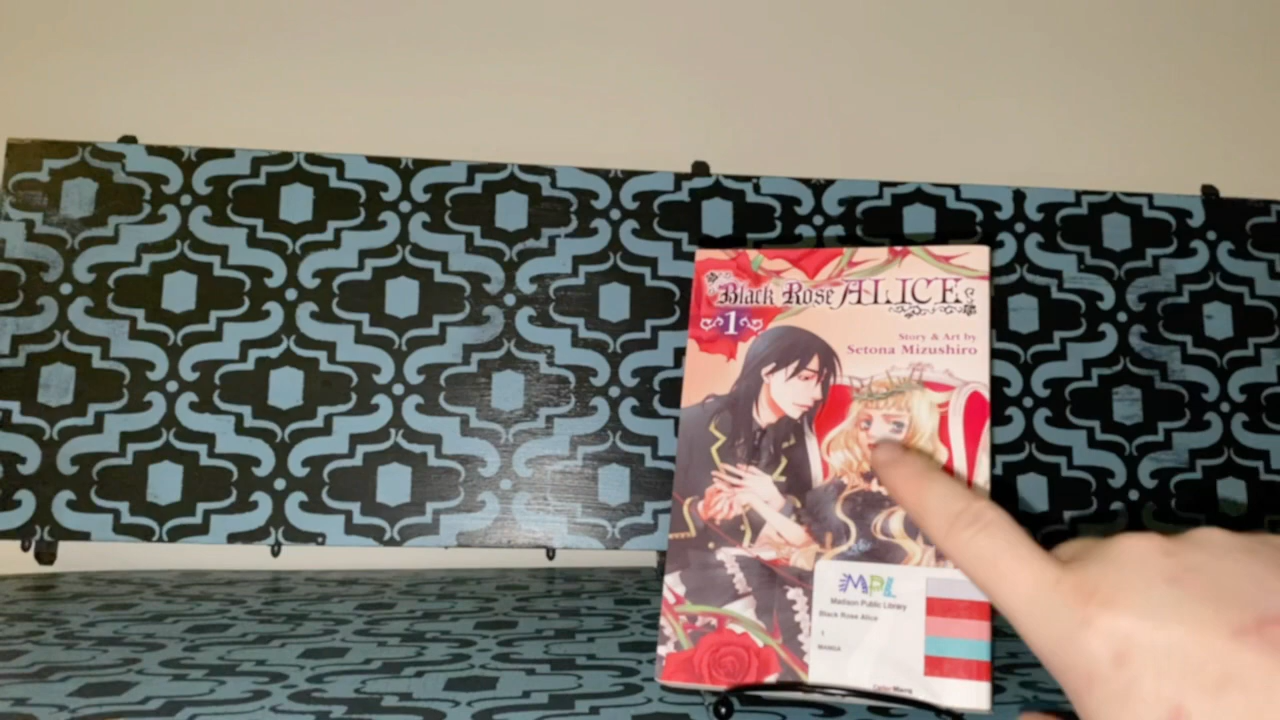 Black Rose ALICE
1
Story & Art by
Setona Mizushiro
MPL
Madison Public Library
Black Rose Alice
1
MANGA